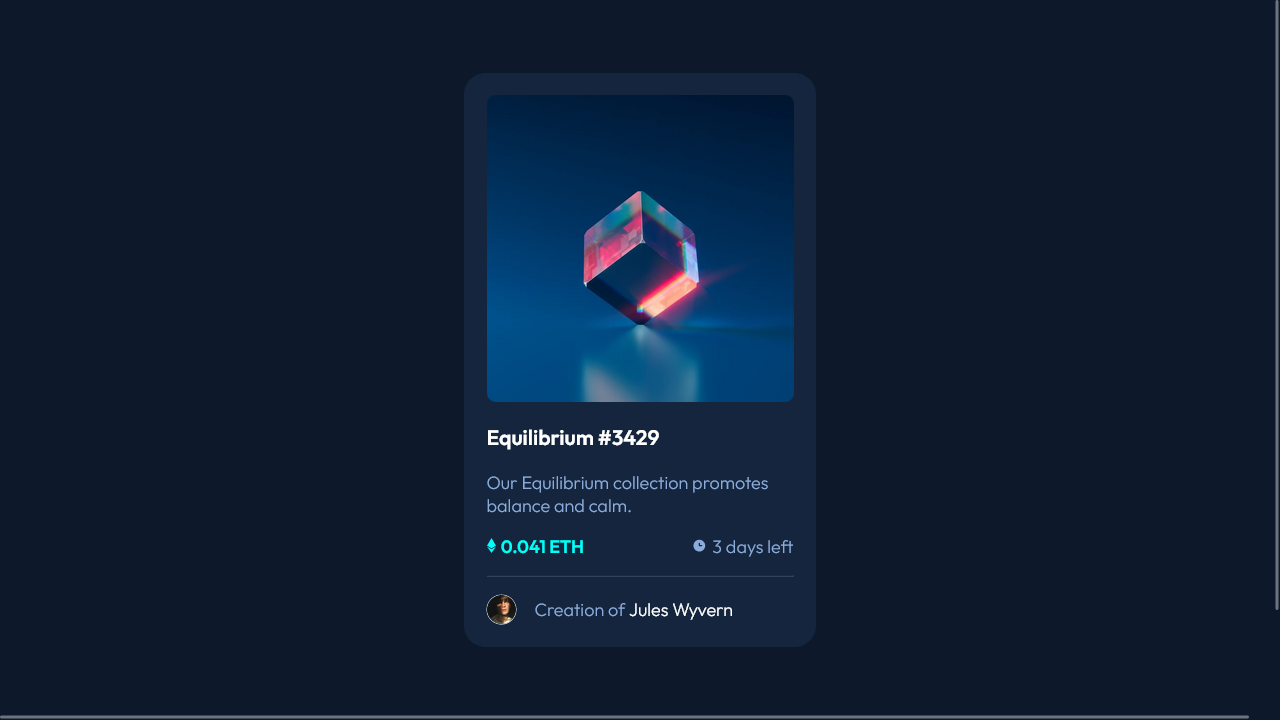 Equilibrium #3429
Our Equilibrium collection promotes
balance and calm.
0.041 ETH
3 days left
Creation of Jules Wyvern